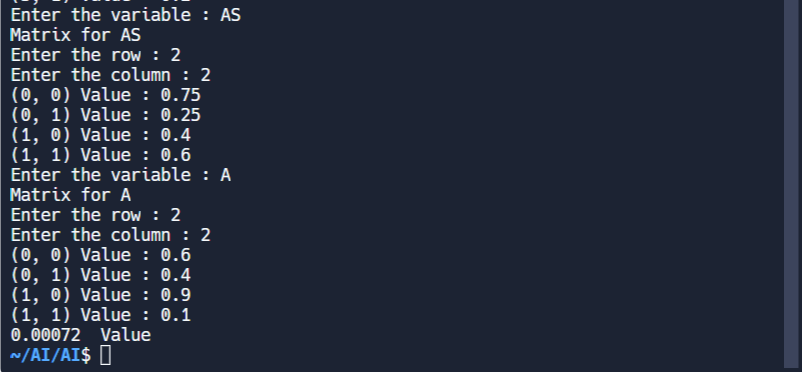 Enter the variable : AS
Matrix for AS
Enter the row : 2
Enter the column : 2
(0, 0) Value : 0.75
(0, 1) Value : 0.25
(1, 0) Value : 0.4
(1, 1) Value : 0.6
Enter the variable : A
Matrix for A
Enter the row : 2
Enter the column : 2
(0, 0) Value : 0.6
(0, 1) Value : 0.4
(1, 0) Value : 0.9
(1, 1) Value : 0.1
0.00072  Value
~/AI/AI$